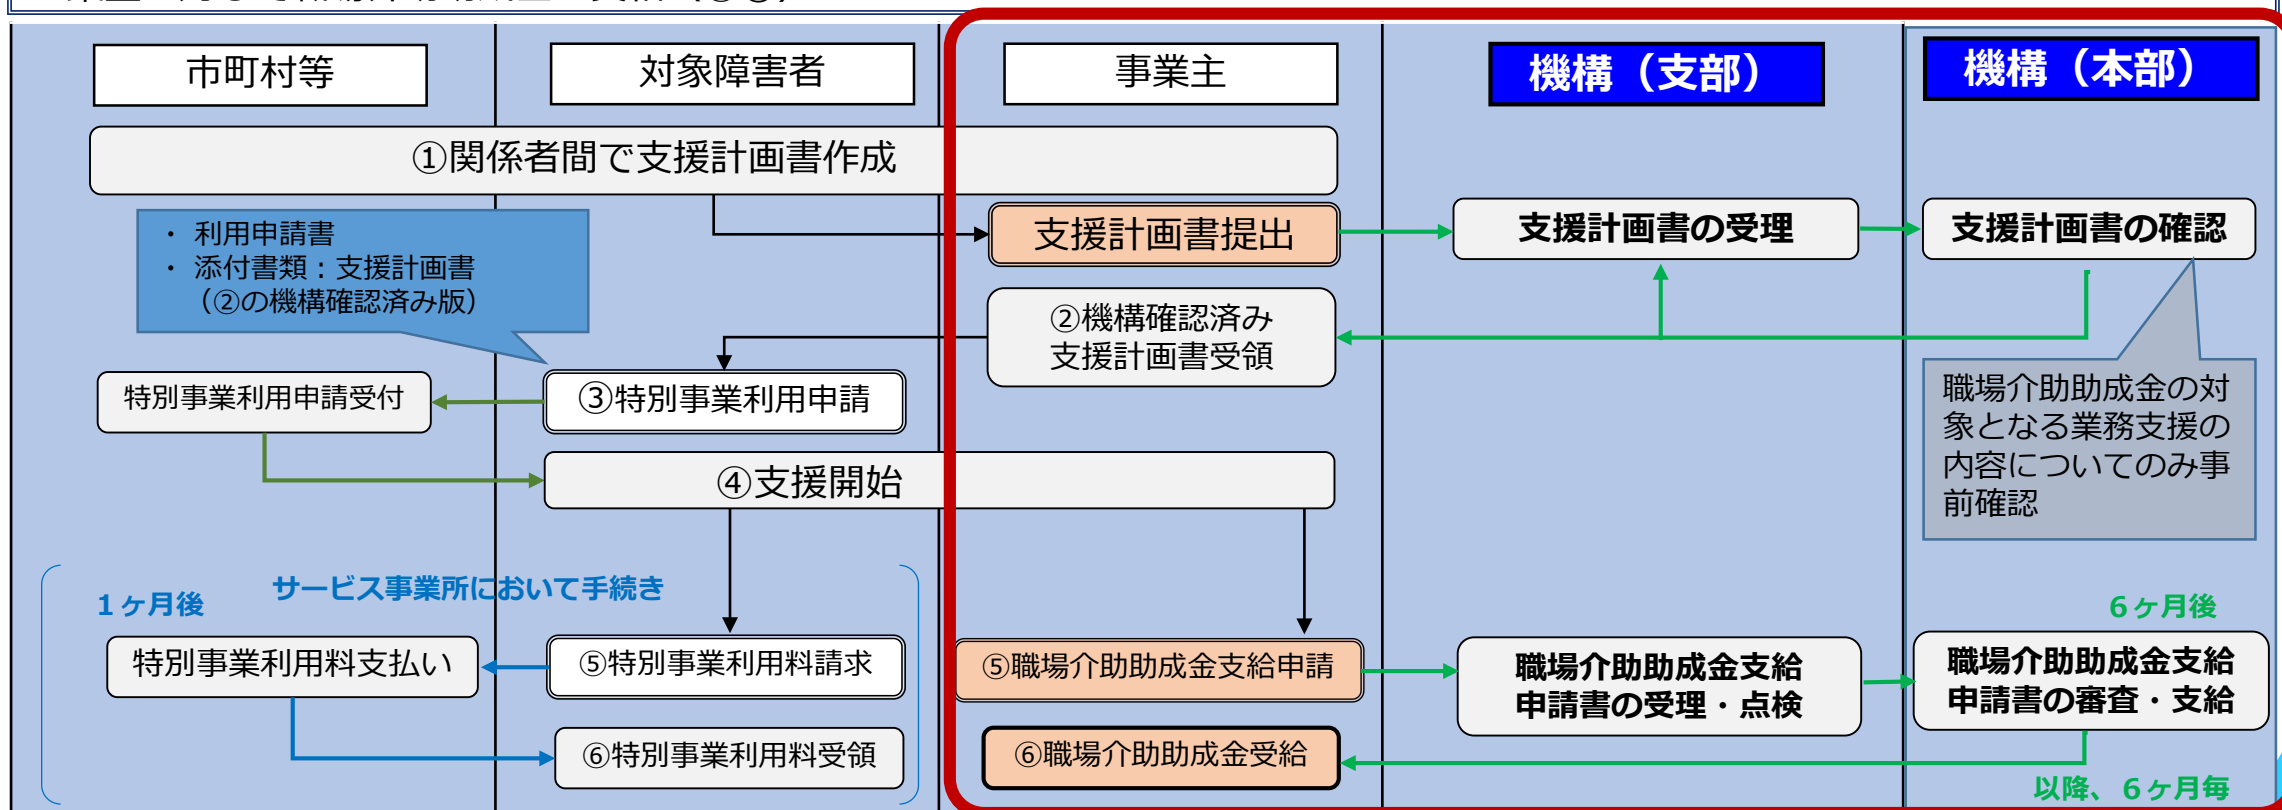 市町村等
対象障害者
事業主
機構（支部）
機構（本部）
①関係者間で支援計画書作成
・ 利用申請書
・ 添付書類：支援計画書
（②の機構確認済み版）
支援計画書提出
支援計画書の受理
支援計画書の確認
②機構確認済み
支援計画書受領
特別事業利用申請受付
③特別事業利用申請
職場介助助成金の対
象となる業務支援の
内容についてのみ事
前確認
④支援開始
サービス事業所において手続き
１ヶ月後
６ヶ月後
特別事業利用料支払い
⑤特別事業利用料請求
⑤職場介助助成金支給申請
職場介助助成金支給
申請書の受理・点検
職場介助助成金支給
申請書の審査・支給
⑥特別事業利用料受領
⑥職場介助助成金受給
以降、６ヶ月毎